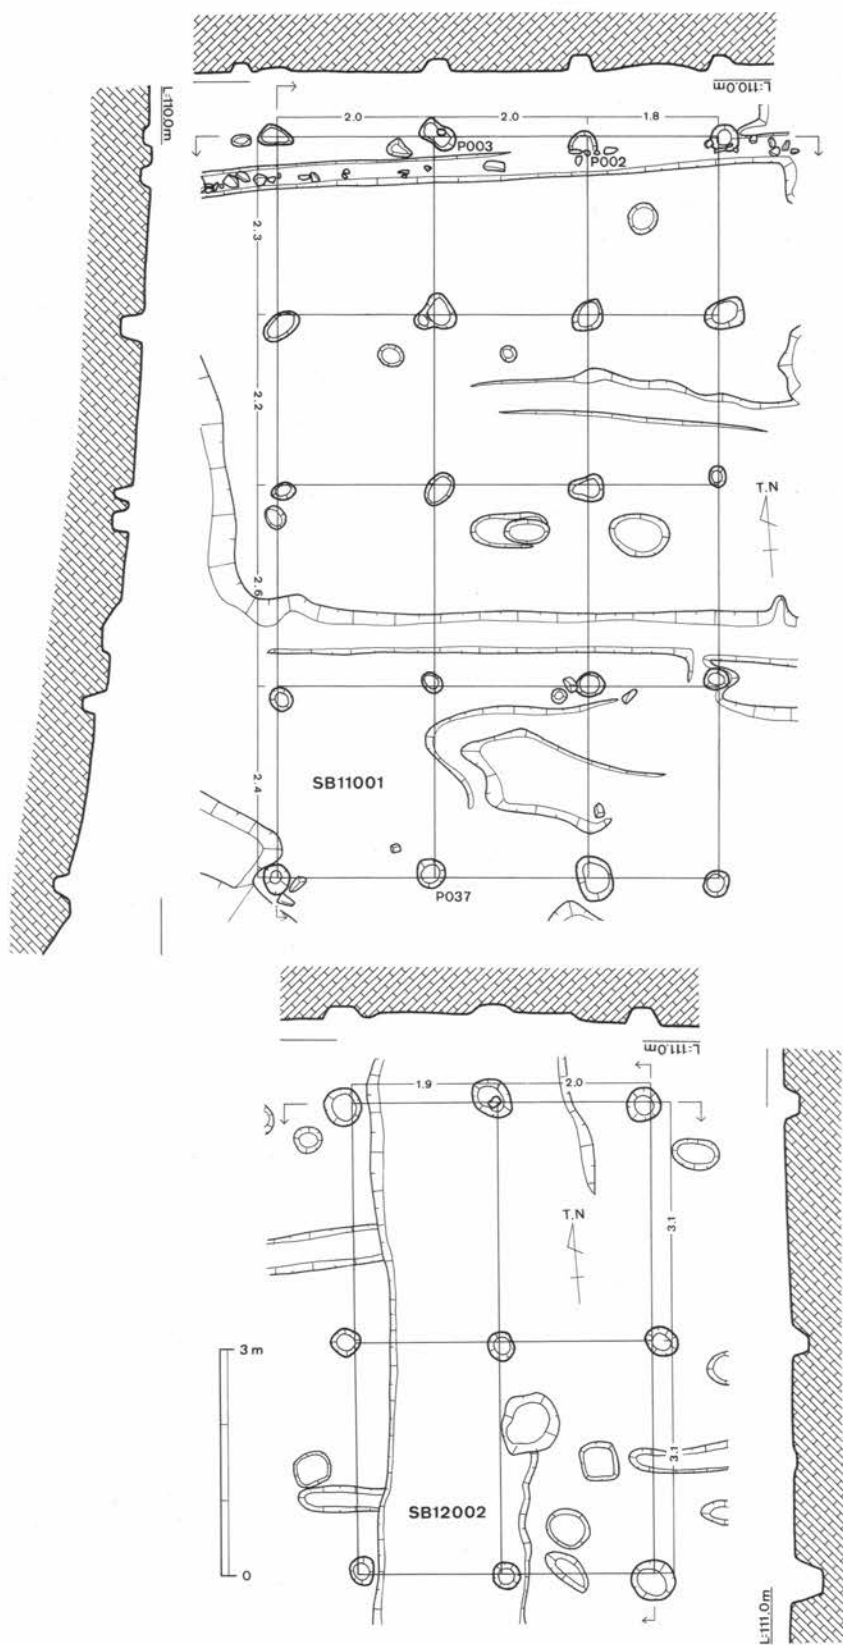 L:110.0m
L:110.0m
2.0
2.0
1.8
P003
P002
2.3
2.2
T.N
2.6
SB11001
2.4
P037
L:111.0m
1.9
2.0
T.N
3.1
3m
3.1
SB12002
0
L:111.0m